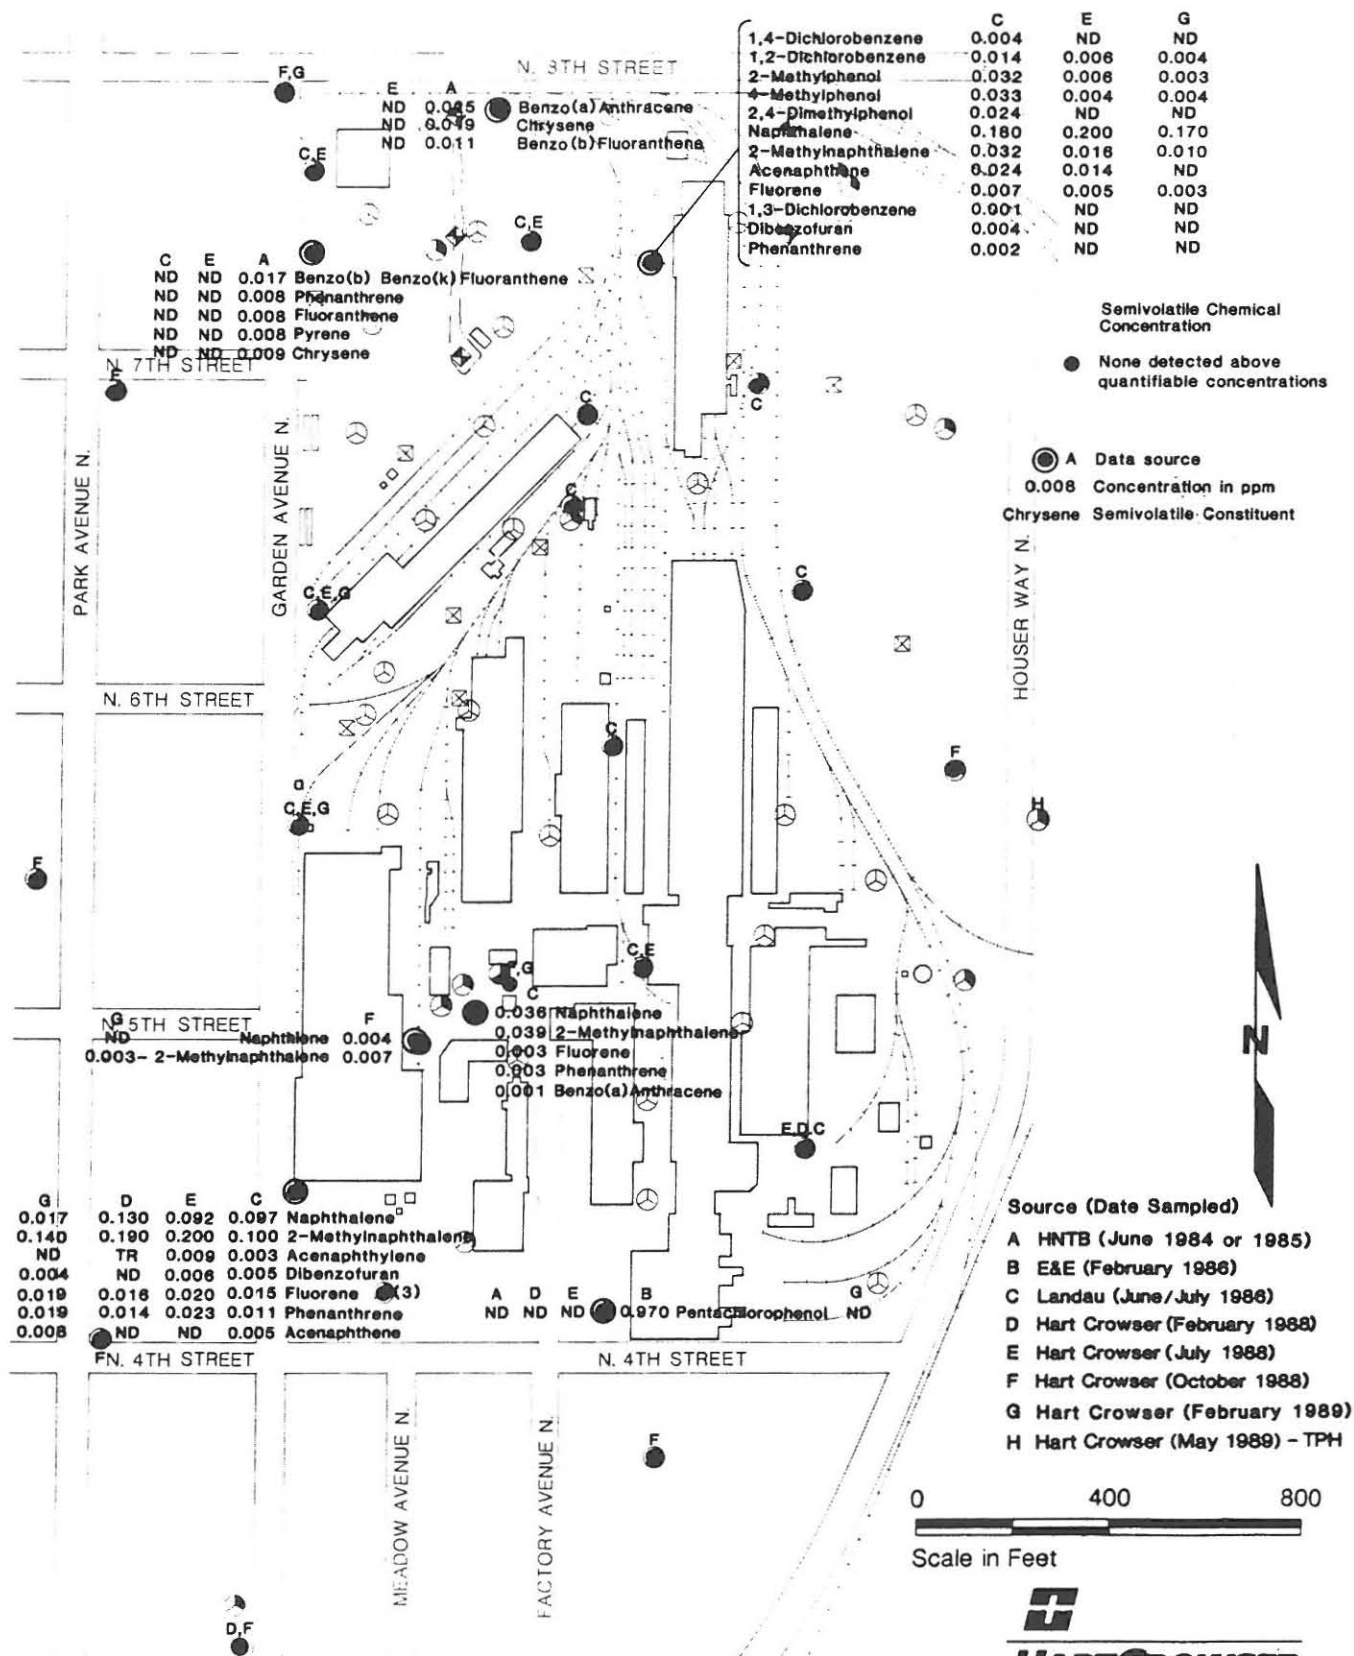 C E G
1,4-Dichlorobenzene 0.004 ND ND
1,2-Dichlorobenzene 0.014 0.006 0.004
2-Methylphenol 0.032 0.006 0.003
4-Methylphenol 0.033 0.004 0.004
2,4-Dimethylphenol 0.024 ND ND
Naphthalene 0.180 0.200 0.170
2-Methylnaphthalene 0.032 0.016 0.010
Acenaphthene 0.024 0.014 ND
Fluorene 0.007 0.005 0.003
1,3-Dichlorobenzene 0.001 ND ND
Dibenzofuran 0.004 ND ND
Phenanthrene 0.002 ND ND
N. 8TH STREET
F,G
E A
ND 0.025 Benzo(a)Anthracene
ND 0.019 Chrysene
ND 0.011 Benzo(b)Fluoranthene
C,E
C,E
C E A
ND ND 0.017 Benzo(b) Benzo(k)Fluoranthene
ND ND 0.008 Phenanthrene
ND ND 0.008 Fluoranthene
ND ND 0.008 Pyrene
ND ND 0.009 Chrysene
N. 7TH STREET
F
Semivolatile Chemical
Concentration
None detected above
quantifiable concentrations
A Data source
0.008 Concentration in ppm
Chrysene Semivolatile Constituent
C
C
C
PARK AVENUE N.
GARDEN AVENUE N.
HOUSER WAY N.
C,E,G
C
N. 6TH STREET
C
F
H
C,E,G
F
C,E
,G
C
0.036 Naphthalene
0.039 2-Methylnaphthalene
0.003 Fluorene
0.003 Phenanthrene
0.001 Benzo(a)Anthracene
N. 5TH STREET
G F
ND Naphthlene 0.004
0.003- 2-Methylnaphthalene 0.007
N
E,D,C
G D E C
0.017 0.130 0.092 0.097 Naphthalene
0.140 0.190 0.200 0.100 2-Methylnaphthalene
ND TR 0.009 0.003 Acenaphthylene
0.004 ND 0.006 0.005 Dibenzofuran
0.019 0.016 0.020 0.015 Fluorene (3)
0.019 0.014 0.023 0.011 Phenanthrene
0.008 ND ND 0.005 Acenaphthene
A D E B G
ND ND ND 0.970 Pentachlorophenol ND
F
N. 4TH STREET
N. 4TH STREET
Source (Date Sampled)
A HNTB (June 1984 or 1985)
B E&E (February 1986)
C Landau (June/July 1986)
D Hart Crowser (February 1988)
E Hart Crowser (July 1988)
F Hart Crowser (October 1988)
G Hart Crowser (February 1989)
H Hart Crowser (May 1989) - TPH
F
MEADOW AVENUE N.
FACTORY AVENUE N.
0 400 800
Scale in Feet
D,F
HARTCROWSER